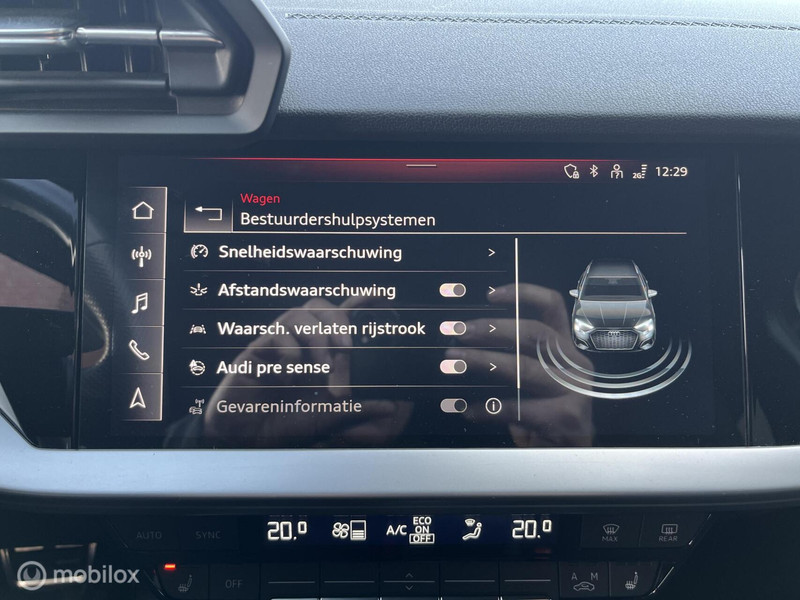 2G 12:29
Wagen
Bestuurdershulpsystemen
Snelheidswaarschuwing
Afstandswaarschuwing
Waarsch. verlaten rijstrook
Audi pre sense
Gevareninformatie
AUTO SYNC 20.0 A/C ECO ON OFF 20.0 MAX REAR
OFF A M
mobilox